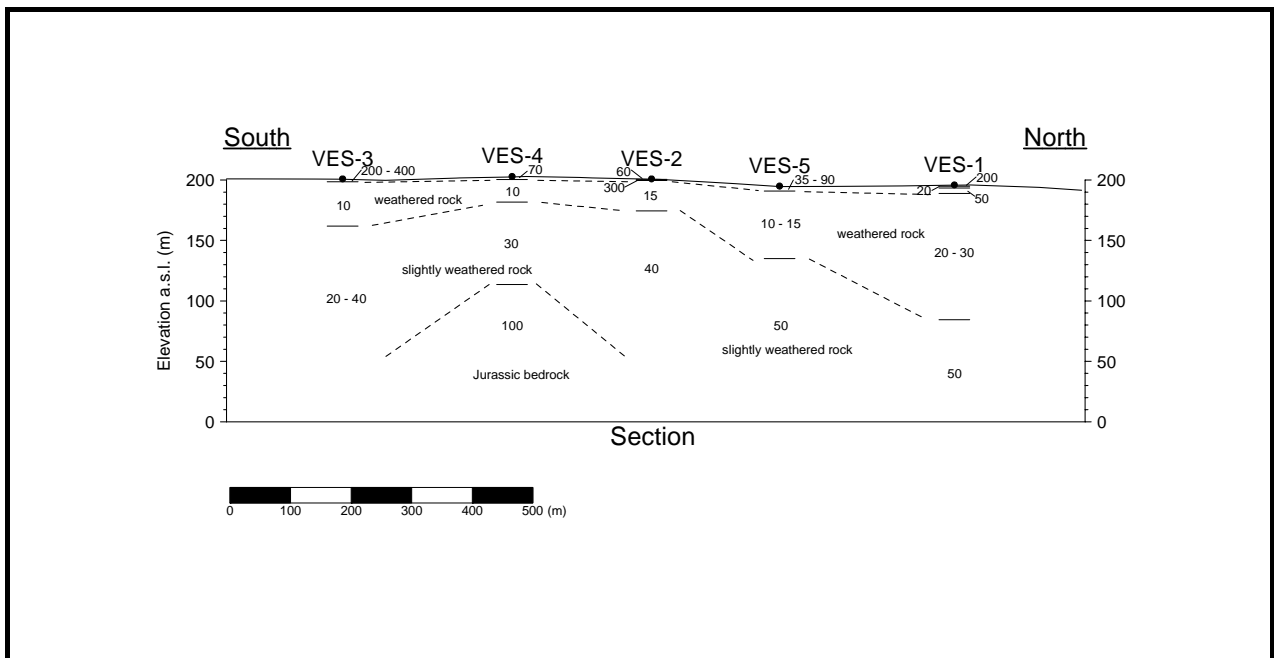 South
North
VES-3
VES-4
VES-2
VES-5
VES-1
200 - 400
70
60
300
35 - 90
200
20
50
200
150
100
50
0
Elevation a.s.l. (m)
10
weathered rock
10
15
10 - 15
weathered rock
20 - 30
30
slightly weathered rock
40
20 - 40
100
50
slightly weathered rock
Jurassic bedrock
50
200
150
100
50
0
Section
0 100 200 300 400 500 (m)